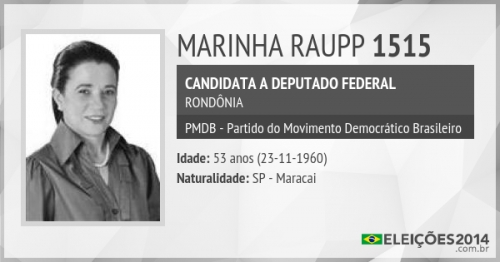 MARINHA RAUPP 1515
CANDIDATA A DEPUTADO FEDERAL
RONDÔNIA
PMDB - Partido do Movimento Democrático Brasileiro
Idade: 53 anos (23-11-1960)
Naturalidade: SP - Maracai
ELEIÇÕES2014
.com.br